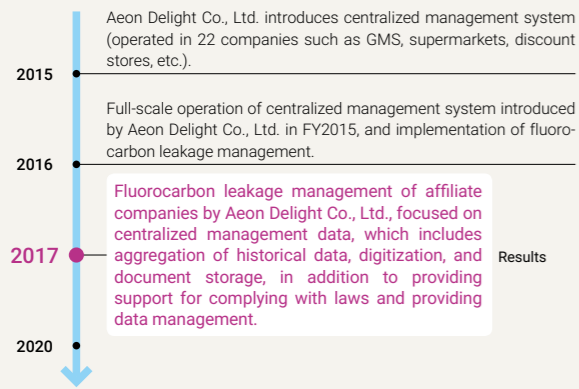 Aeon Delight Co., Ltd. introduces centralized management system
(operated in 22 companies such as GMS, supermarkets, discount
stores, etc.).
2015
Full-scale operation of centralized management system introduced
by Aeon Delight Co., Ltd. in FY2015, and implementation of fluoro-
carbon leakage management.
2016
Fluorocarbon leakage management of affiliate
companies by Aeon Delight Co., Ltd., focused on
centralized management data, which includes
aggregation of historical data, digitization, and
document storage, in addition to providing
support for complying with laws and providing
data management.
2017
Results
2020